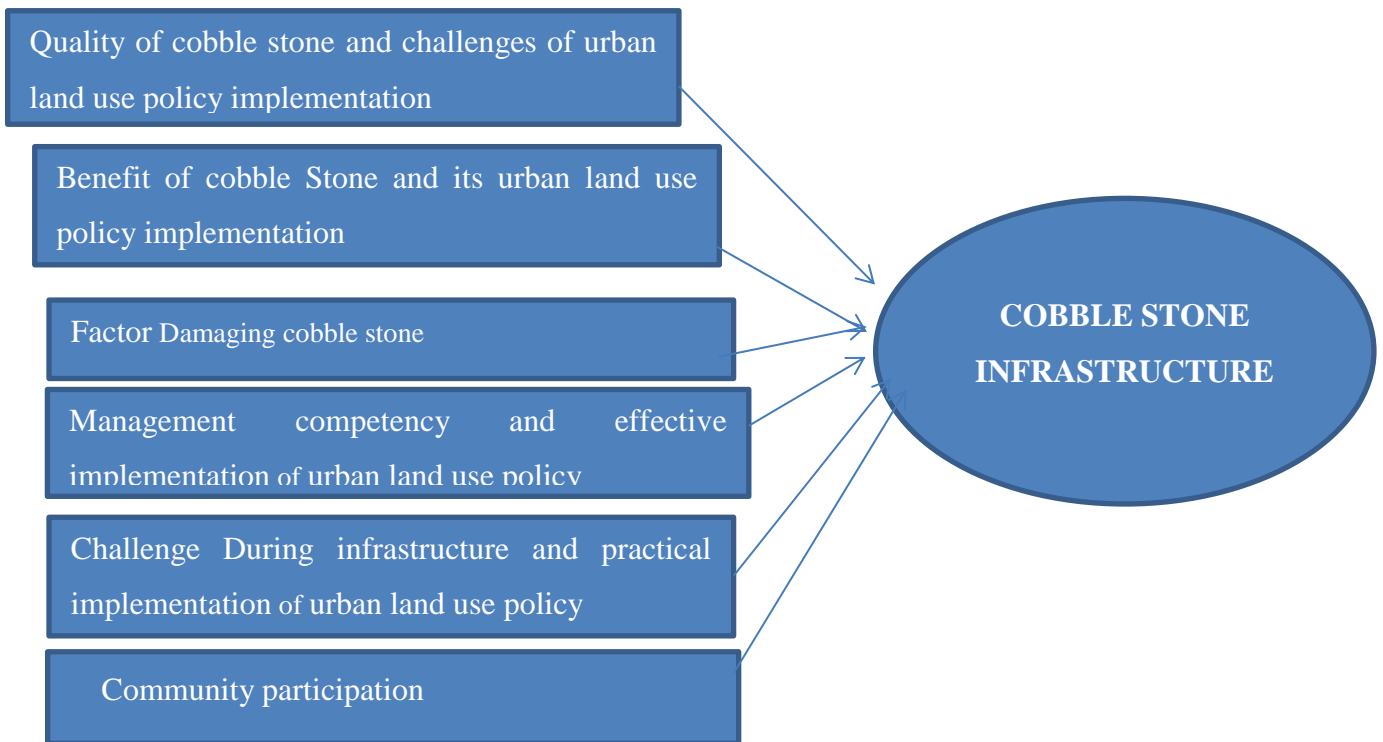 Quality of cobble stone and challenges of urban
land use policy implementation
Benefit of cobble Stone and its urban land use
policy implementation
Factor Damaging cobble stone
Management competency and effective
implementation of urban land use policy
Challenge During infrastructure and practical
implementation of urban land use policy
Community participation
COBBLE STONE
INFRASTRUCTURE